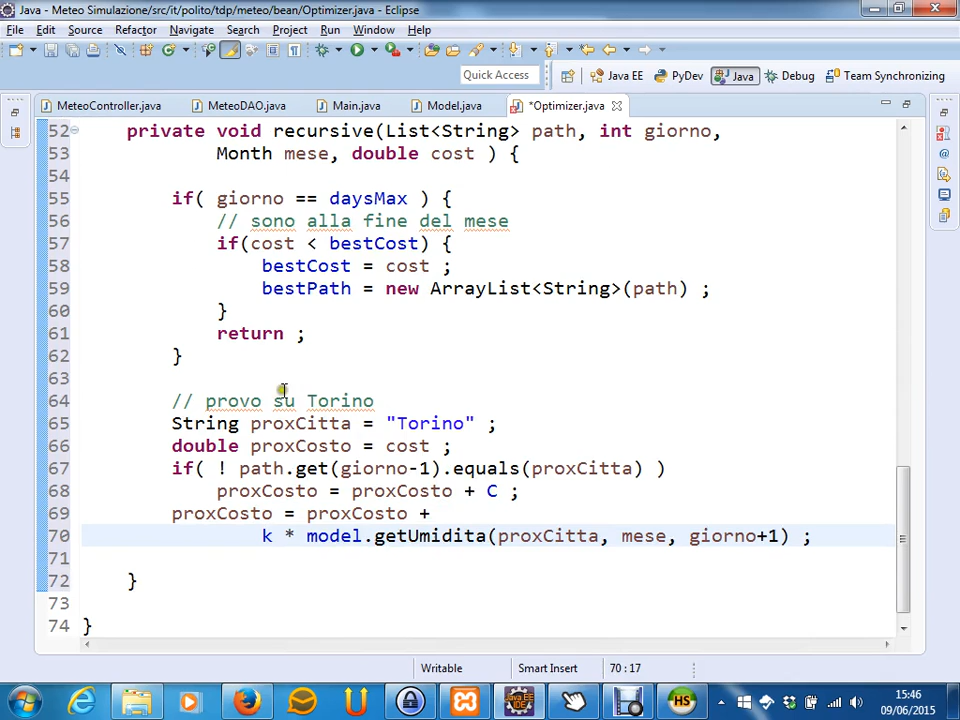 Java - Meteo Simulazione/src/it/polito/tdp/meteo/bean/Optimizer.java - Eclipse
File Edit Source Refactor Navigate Search Project Run Window Help
Quick Access Java EE PyDev Java Debug Team Synchronizing
MeteoController.java MeteoDAO.java Main.java Model.java *Optimizer.java
52 private void recursive(List<String> path, int giorno,
53 Month mese, double cost ) {
54
55 if( giorno == daysMax ) {
56 // sono alla fine del mese
57 if(cost < bestCost) {
58 bestCost = cost ;
59 bestPath = new ArrayList<String>(path) ;
60 }
61 return ;
62 }
63
64 // provo su Torino
65 String proxCitta = "Torino" ;
66 double proxCosto = cost ;
67 if( ! path.get(giorno-1).equals(proxCitta) )
68 proxCosto = proxCosto + C ;
69 proxCosto = proxCosto +
70 k * model.getUmidita(proxCitta, mese, giorno+1) ;
71
72 }
73
74 }
Writable Smart Insert 70 : 17
15:46
09/06/2015
Java EE
IDE
HS